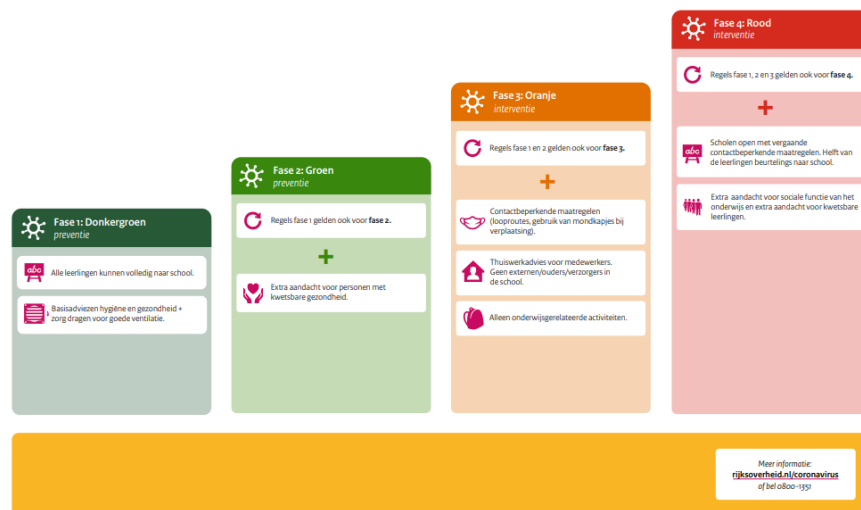 Fase 1: Donkergroen
preventie
abc
Alle leerlingen kunnen volledig naar school.
Basisadviezen hygiëne en gezondheid +
zorg dragen voor goede ventilatie.
Fase 2: Groen
preventie
Regels fase 1 gelden ook voor fase 2.
+
Extra aandacht voor personen met
kwetsbare gezondheid.
Fase 3: Oranje
interventie
Regels fase 1 en 2 gelden ook voor fase 3.
+
Contactbeperkende maatregelen
(looproutes, gebruik van mondkapjes bij
verplaatsing).
Thuiswerkadvies voor medewerkers.
Geen externen/ouders/verzorgers in
de school.
Alleen onderwijsgerelateerde activiteiten.
Fase 4: Rood
interventie
Regels fase 1, 2 en 3 gelden ook voor fase 4.
+
abc
Scholen open met vergaande
contactbeperkende maatregelen. Helft van
de leerlingen beurtelings naar school.
Extra aandacht voor sociale functie van het
onderwijs en extra aandacht voor kwetsbare
leerlingen.
Meer informatie:
rijksoverheid.nl/coronavirus
of bel 0800-1351